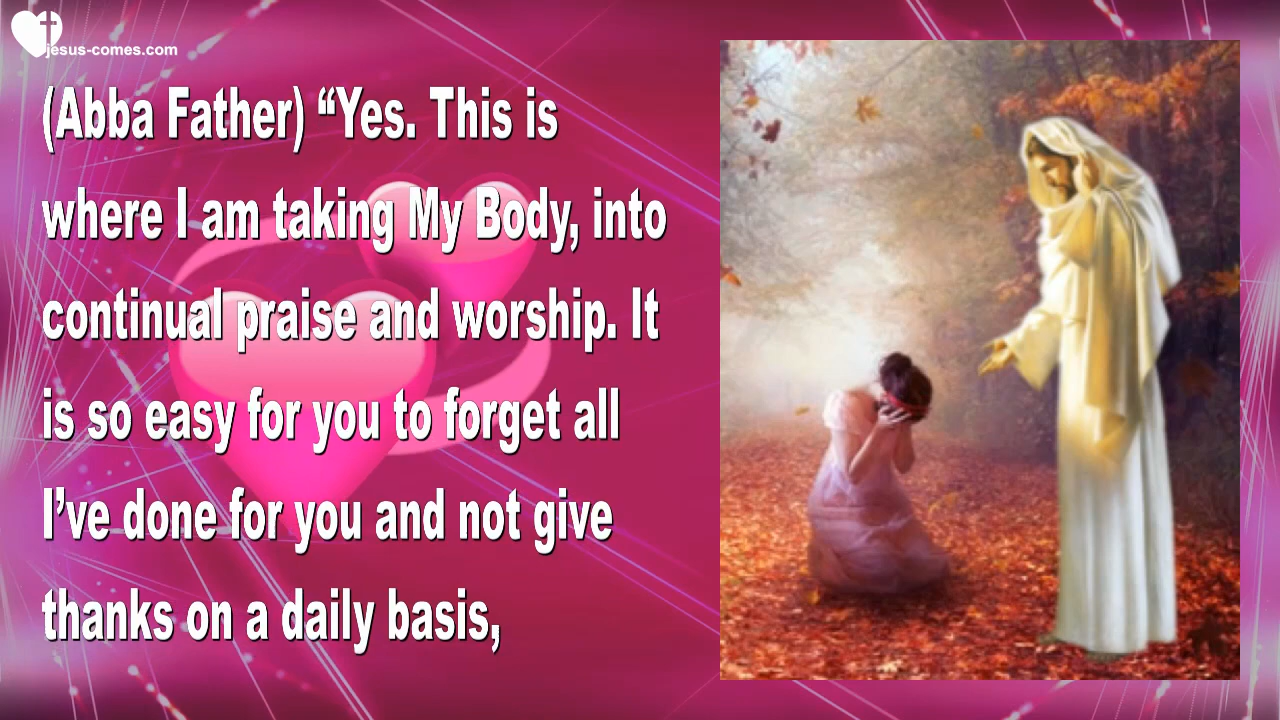 jesus-comes.com
(Abba Father) “Yes. This is
where I am taking My Body, into
continual praise and worship. It
is so easy for you to forget all
I’ve done for you and not give
thanks on a daily basis,